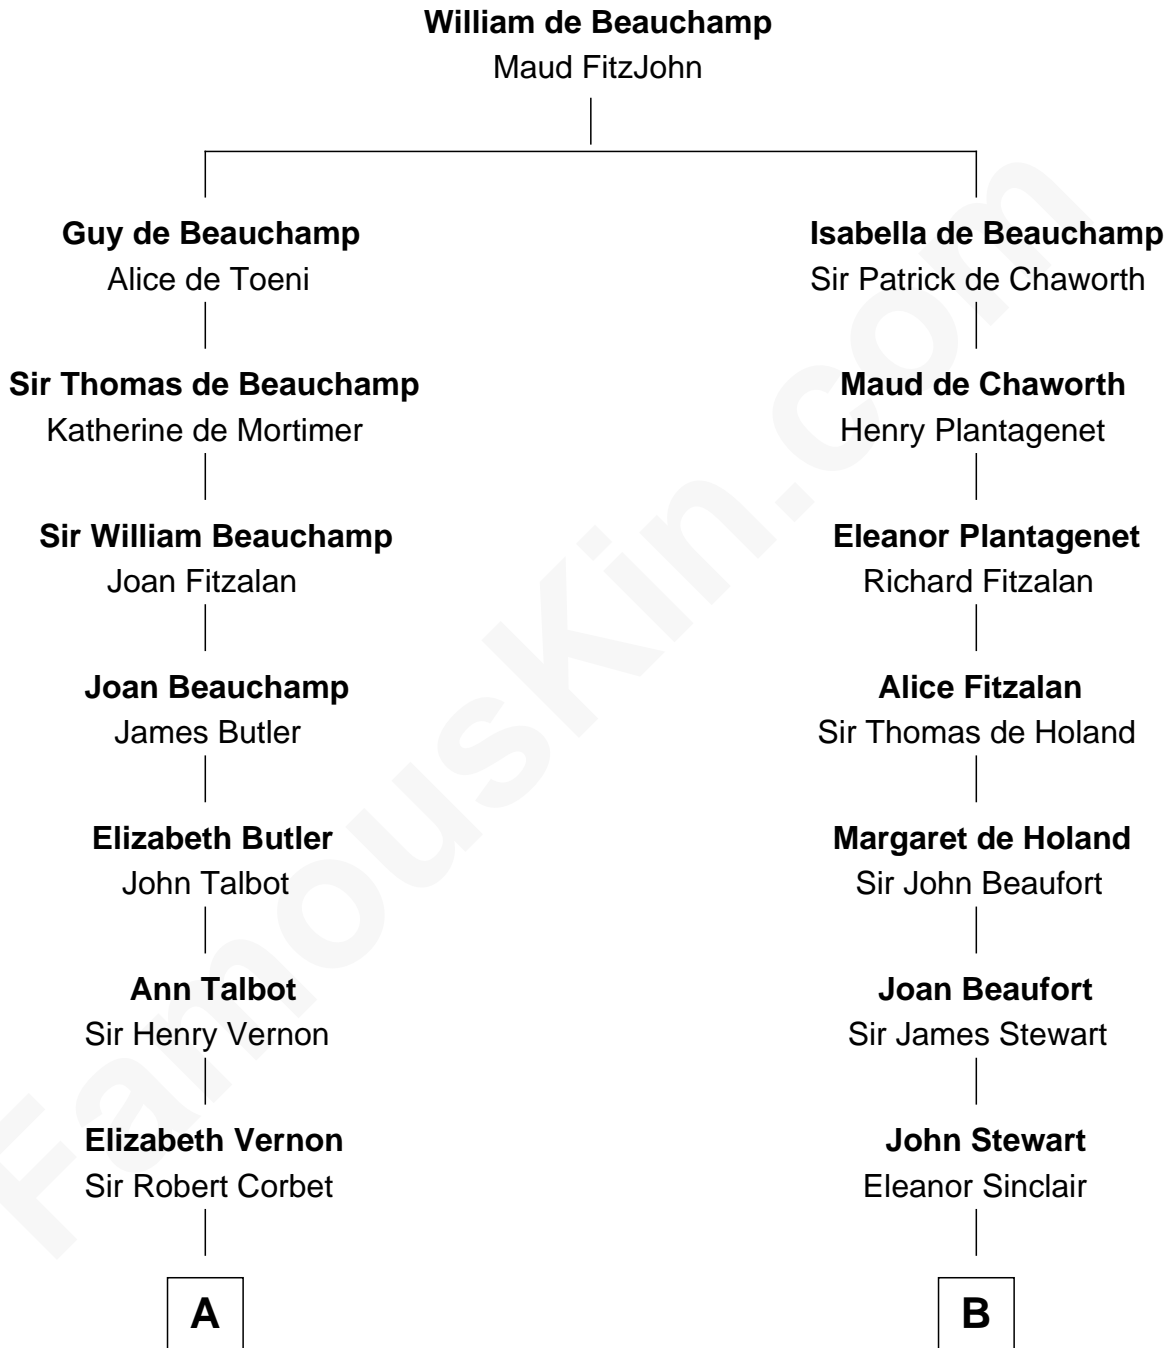 William de Beauchamp
Maud FitzJohn
Guy de Beauchamp
Alice de Toeni
Isabella de Beauchamp
Sir Patrick de Chaworth
Sir Thomas de Beauchamp
Katherine de Mortimer
Maud de Chaworth
Henry Plantagenet
Sir William Beauchamp
Joan Fitzalan
Eleanor Plantagenet
Richard Fitzalan
Joan Beauchamp
James Butler
Alice Fitzalan
Sir Thomas de Holand
Elizabeth Butler
John Talbot
Margaret de Holand
Sir John Beaufort
Ann Talbot
Sir Henry Vernon
Joan Beaufort
Sir James Stewart
Elizabeth Vernon
Sir Robert Corbet
John Stewart
Eleanor Sinclair
A
B
FamousKin.com